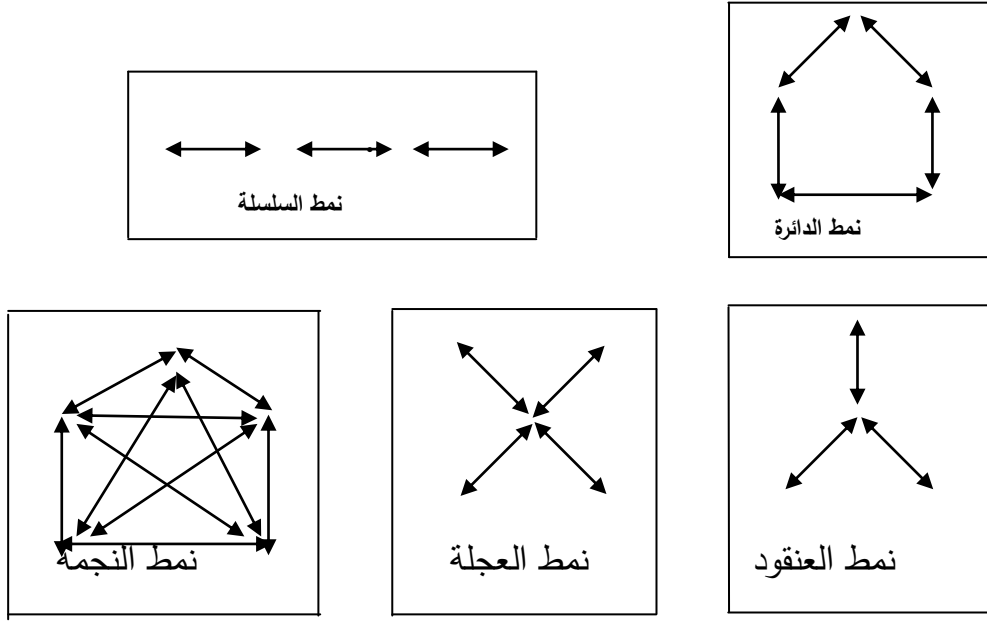 نمط الدائرة
نمط السلسلة
نمط العنقود
نمط العجلة
نمط النجمة